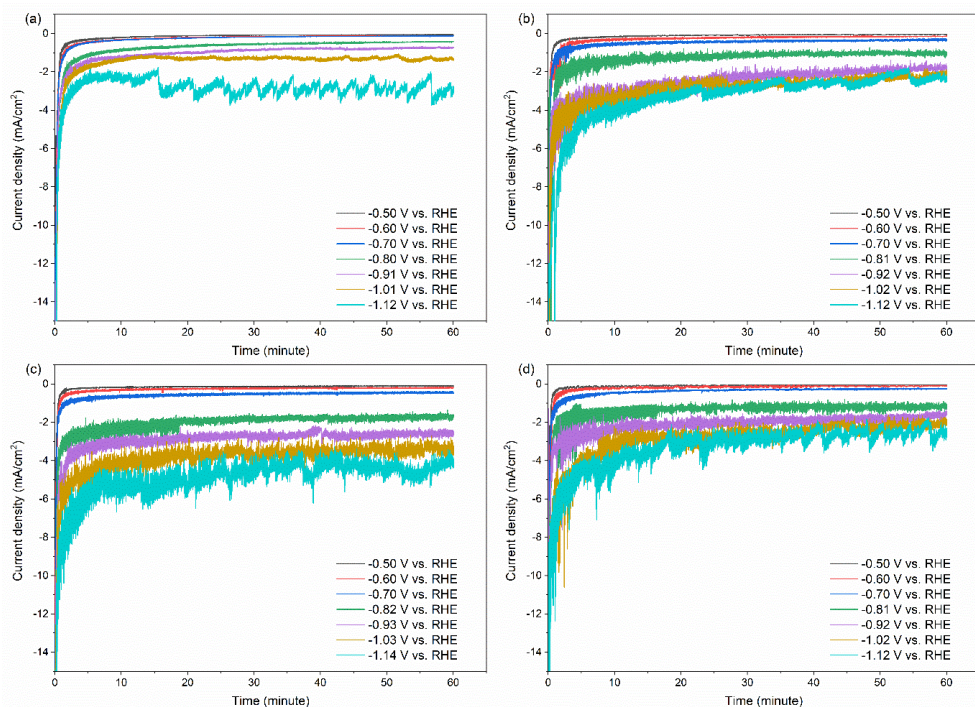 (a)
Current density (mA/cm²)
0
-2
-4
-6
-8
-10
-12
-14
-0.50 V vs. RHE
-0.60 V vs. RHE
-0.70 V vs. RHE
-0.80 V vs. RHE
-0.91 V vs. RHE
-1.01 V vs. RHE
-1.12 V vs. RHE
0 10 20 30 40 50 60
Time (minute)
(b)
Current density (mA/cm²)
0
-2
-4
-6
-8
-10
-12
-14
-0.50 V vs. RHE
-0.60 V vs. RHE
-0.70 V vs. RHE
-0.81 V vs. RHE
-0.92 V vs. RHE
-1.02 V vs. RHE
-1.12 V vs. RHE
0 10 20 30 40 50 60
Time (minute)
(c)
Current density (mA/cm²)
0
-2
-4
-6
-8
-10
-12
-14
-0.50 V vs. RHE
-0.60 V vs. RHE
-0.70 V vs. RHE
-0.82 V vs. RHE
-0.93 V vs. RHE
-1.03 V vs. RHE
-1.14 V vs. RHE
0 10 20 30 40 50 60
Time (minute)
(d)
Current density (mA/cm²)
0
-2
-4
-6
-8
-10
-12
-14
-0.50 V vs. RHE
-0.60 V vs. RHE
-0.70 V vs. RHE
-0.81 V vs. RHE
-0.92 V vs. RHE
-1.02 V vs. RHE
-1.12 V vs. RHE
0 10 20 30 40 50 60
Time (minute)